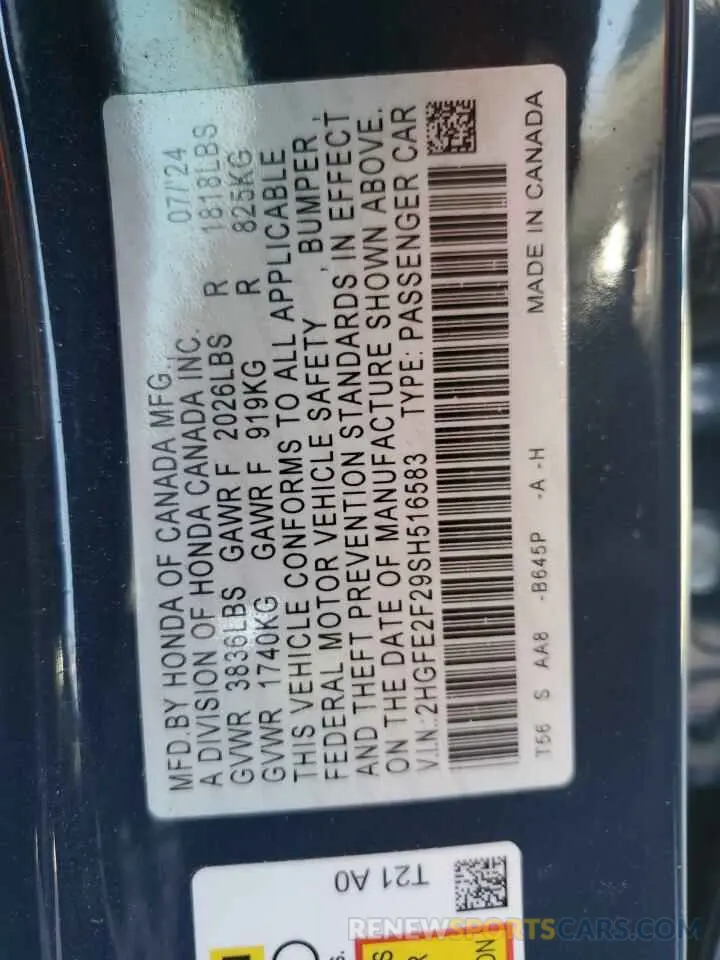 MFD.BY HONDA OF CANADA MFG., 07/'24
A DIVISION OF HONDA CANADA INC.
GVWR 3836LBS GAWR F 2026LBS R 1818LBS
GVWR 1740KG GAWR F 919KG R 825KG
THIS VEHICLE CONFORMS TO ALL APPLICABLE
FEDERAL MOTOR VEHICLE SAFETY , BUMPER ,
AND THEFT PREVENTION STANDARDS IN EFFECT
ON THE DATE OF MANUFACTURE SHOWN ABOVE.
V.I.N.:2HGFE2F29SH516583 TYPE: PASSENGER CAR
T56 S AA8 -B645P -A -H MADE IN CANADA
T21 A0
RENEWSPORTSCARS.COM